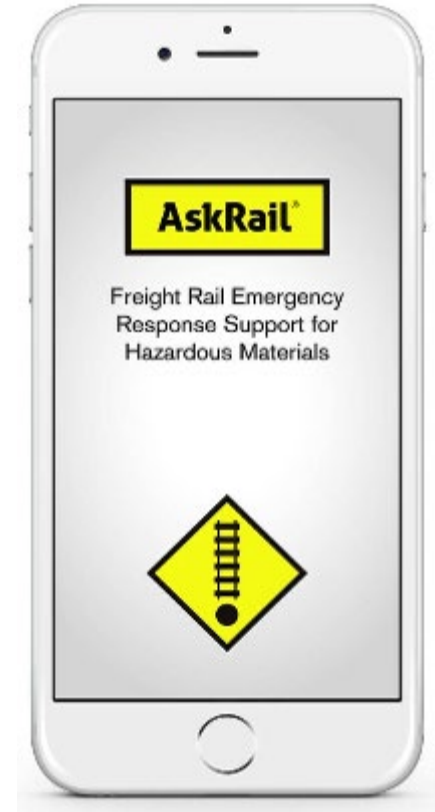 AskRail®
Freight Rail Emergency
Response Support for
Hazardous Materials